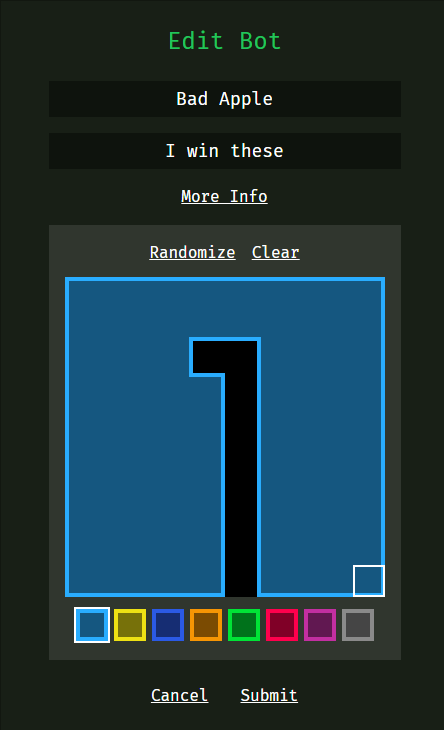 Edit Bot
Bad Apple
I win these
More Info
Randomize Clear
Cancel Submit